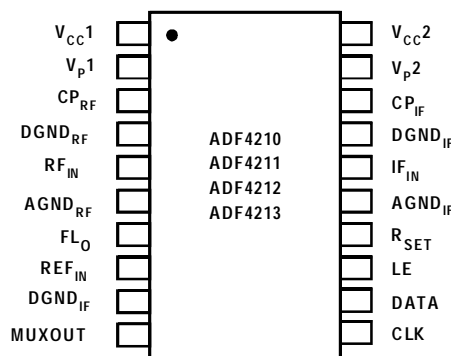 VCC1
VP1
CPRF
DGNDRF
RFIN
AGNDRF
FLO
REFIN
DGNDIF
MUXOUT
ADF4210
ADF4211
ADF4212
ADF4213
VCC2
VP2
CPIF
DGNDIF
IFIN
AGNDIF
RSET
LE
DATA
CLK